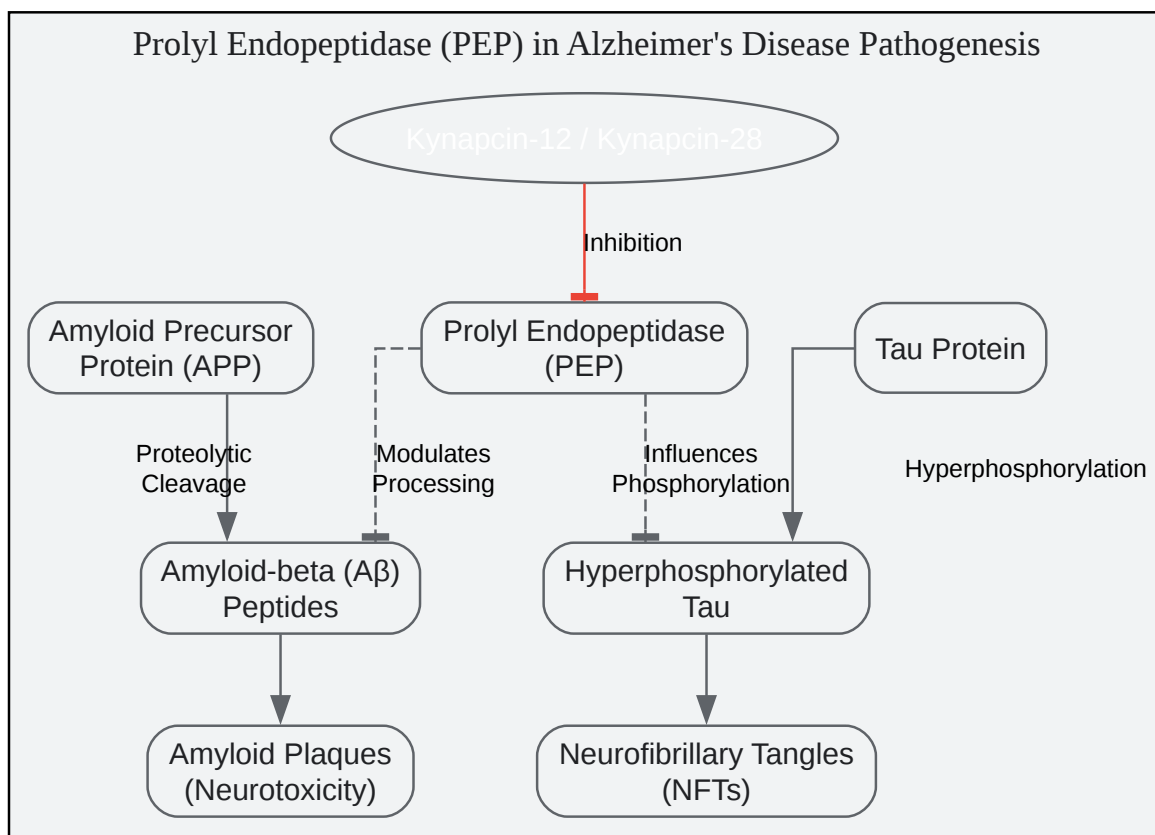 Prolyl Endopeptidase (PEP) in Alzheimer's Disease Pathogenesis
Kynapcin-12 / Kynapcin-28
Inhibition
Amyloid Precursor
Protein (APP)
Prolyl Endopeptidase
(PEP)
Tau Protein
Proteolytic
Cleavage
Modulates
Processing
Influences
Phosphorylation
Hyperphosphorylation
Amyloid-beta (Aβ)
Peptides
Hyperphosphorylated
Tau
Amyloid Plaques
(Neurotoxicity)
Neurofibrillary Tangles
(NFTs)